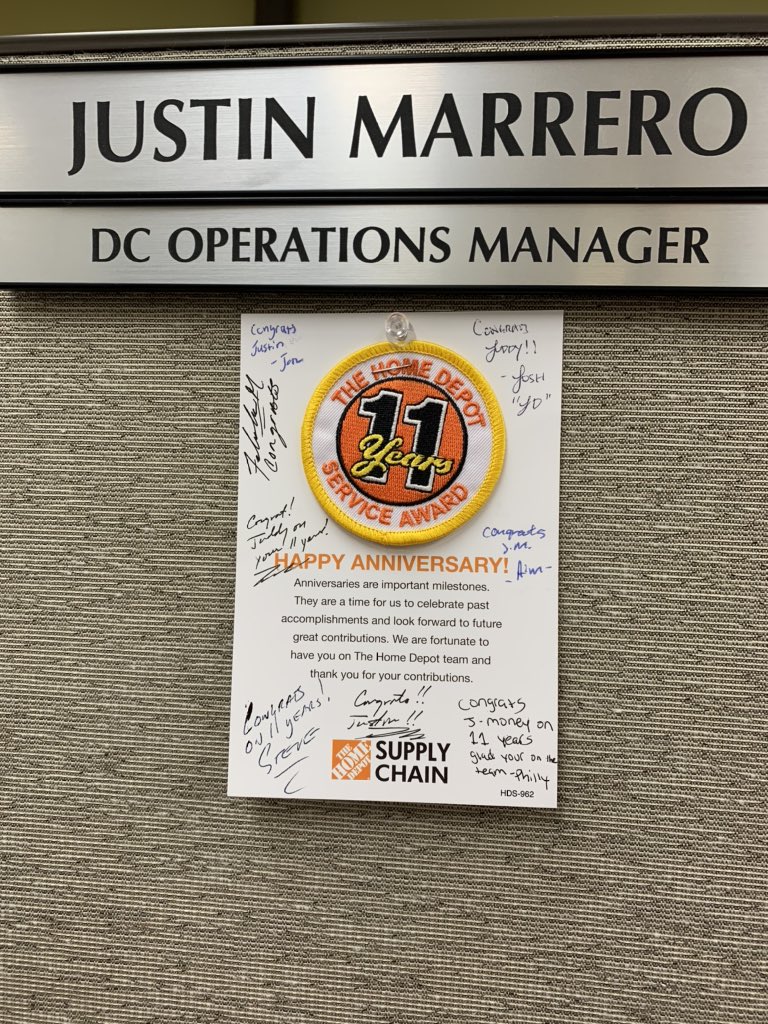 JUSTIN MARRERO
DC OPERATIONS MANAGER
Congrats
Justin
- Jon
Congrats
Juddy!!
- Josh
"YD"
Congrats
THE HOME DEPOT
11
Years
SERVICE AWARD
Congrats!
Juddy on
your 11 years!
Congrats
J.M.
HAPPY ANNIVERSARY!
Anniversaries are important milestones.
They are a time for us to celebrate past
accomplishments and look forward to future
great contributions. We are fortunate to
have you on The Home Depot team and
thank you for your contributions.
CONGRATS
ON 11 YEARS!
STEVE
Congrats!!
Justin!!
Congrats
J-money on
11 years
glad your on the
team -Philly
THE HOME DEPOT
SUPPLY
CHAIN
HDS-962